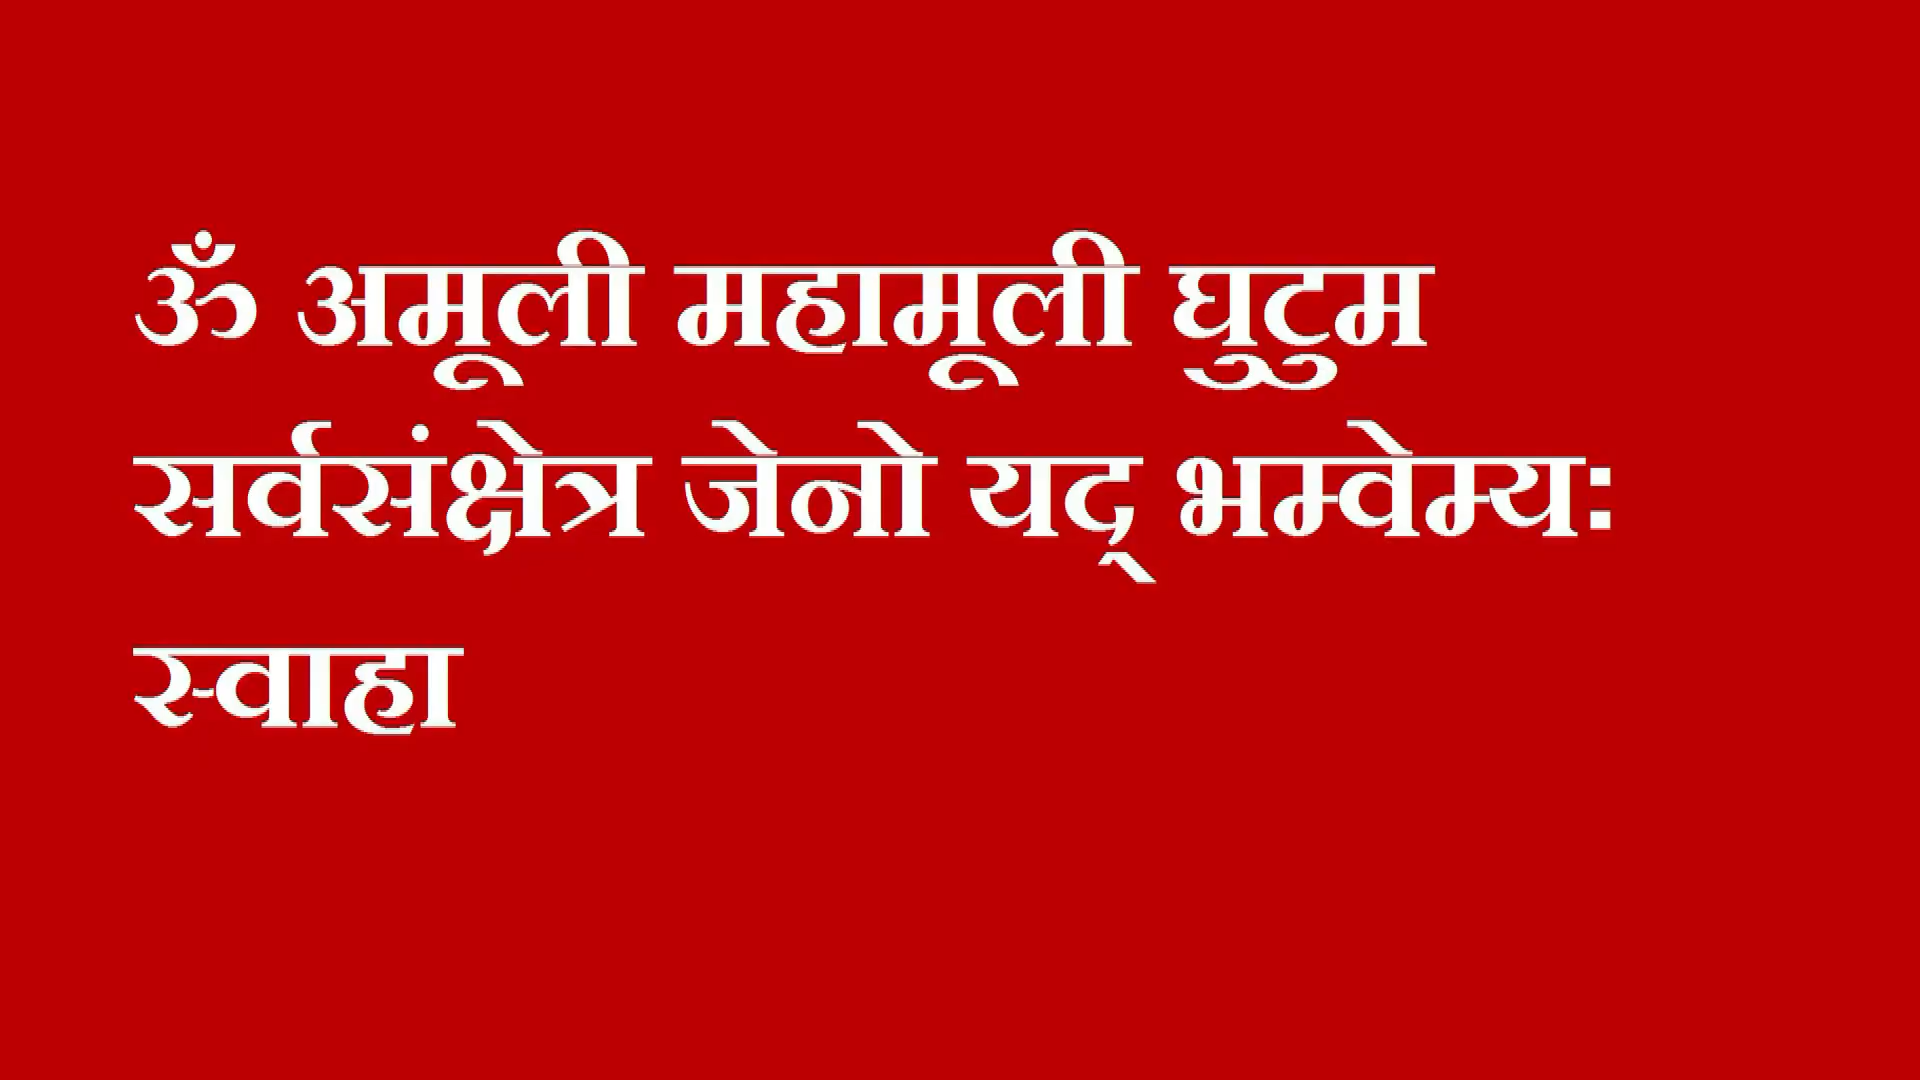 ॐ अमूली महामूली घुटुम
सर्वसंक्षेत्र जेनो यद् भम्वेम्यः
स्वाहा